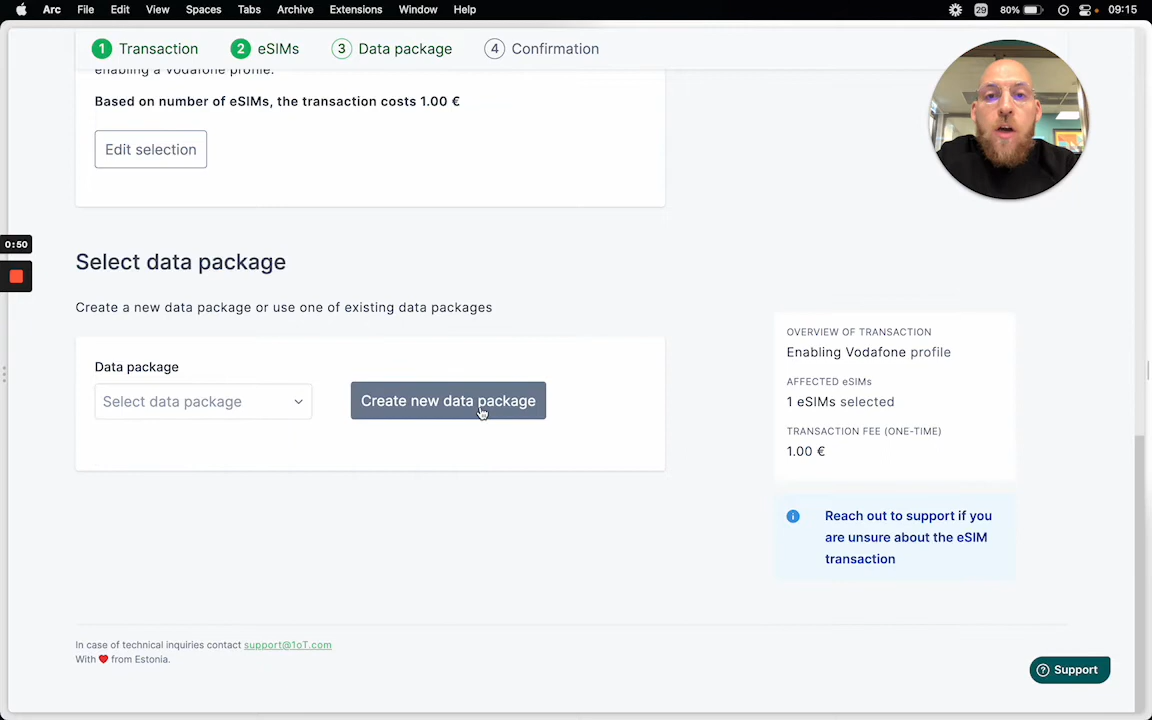 Arc File Edit View Spaces Tabs Archive Extensions Window Help 29 80% 09:15
1 Transaction 2 eSIMs 3 Data package 4 Confirmation
enabling a Vodafone profile.
Based on number of eSIMs, the transaction costs 1.00 €
Edit selection
0:50
Select data package
Create a new data package or use one of existing data packages
Data package
Select data package
Create new data package
OVERVIEW OF TRANSACTION
Enabling Vodafone profile
AFFECTED eSIMs
1 eSIMs selected
TRANSACTION FEE (ONE-TIME)
1.00 €
Reach out to support if you
are unsure about the eSIM
transaction
In case of technical inquiries contact support@1oT.com
With ❤️ from Estonia.
? Support